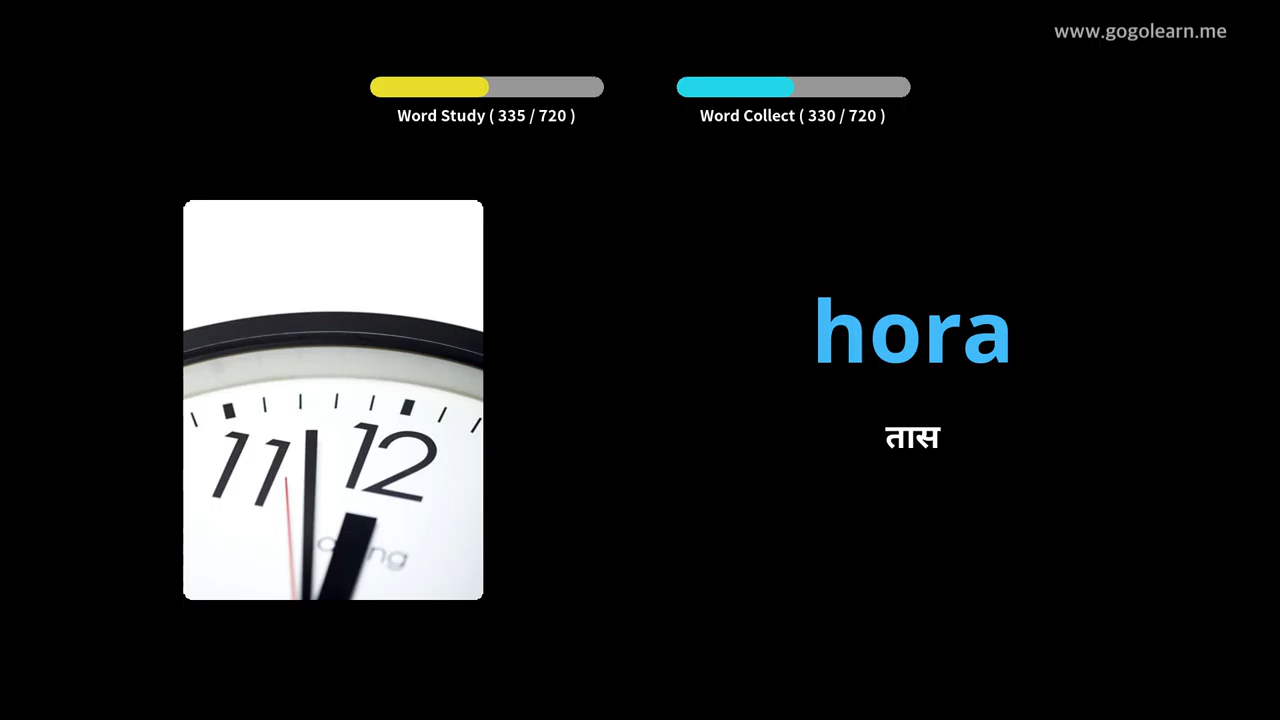 www.gogolearn.me
Word Study ( 335 / 720 )
Word Collect ( 330 / 720 )
11
12
hora
तास